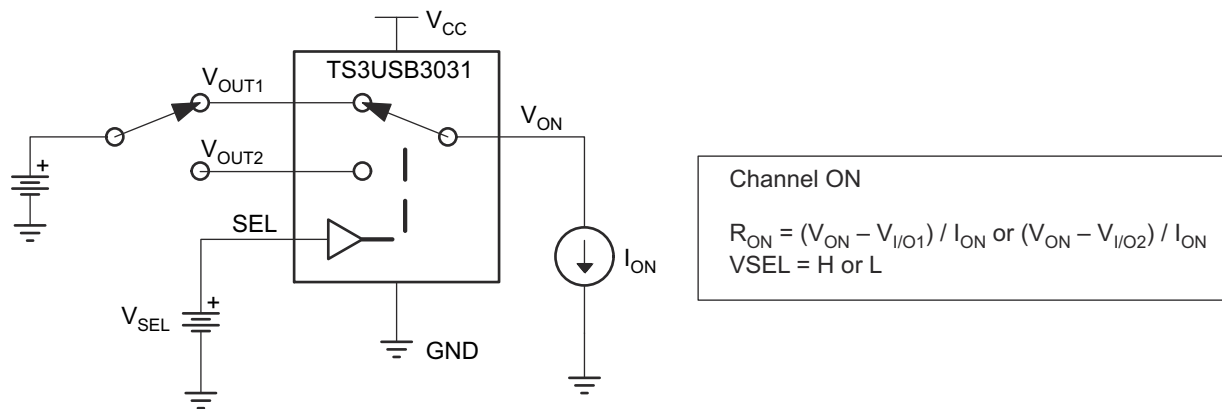 V_CC
TS3USB3031
V_OUT1
V_ON
V_OUT2
SEL
I_ON
V_SEL
GND
+
+
Channel ON
R_ON = (V_ON – V_I/O1) / I_ON or (V_ON – V_I/O2) / I_ON
VSEL = H or L